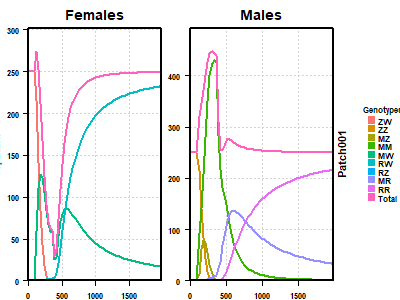 Females
Males
300
250
200
150
100
50
0
0
500
1000
1500
400
300
200
100
0
0
500
1000
1500
Patch001
Genotypes
ZW
ZZ
MZ
MM
MW
RW
RZ
MR
RR
Total